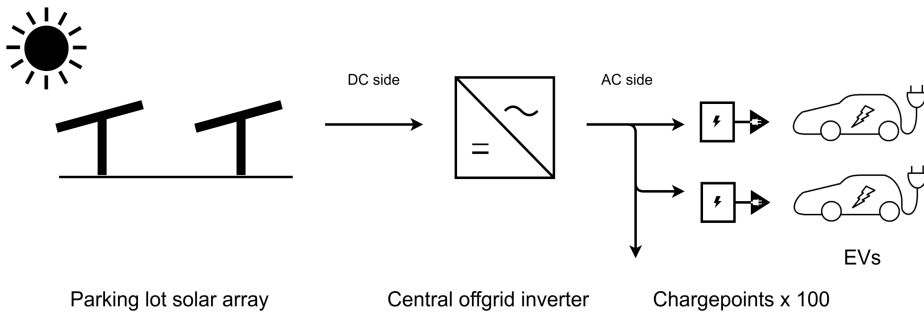 DC side
AC side
EVs
Parking lot solar array
Central offgrid inverter
Chargepoints x 100